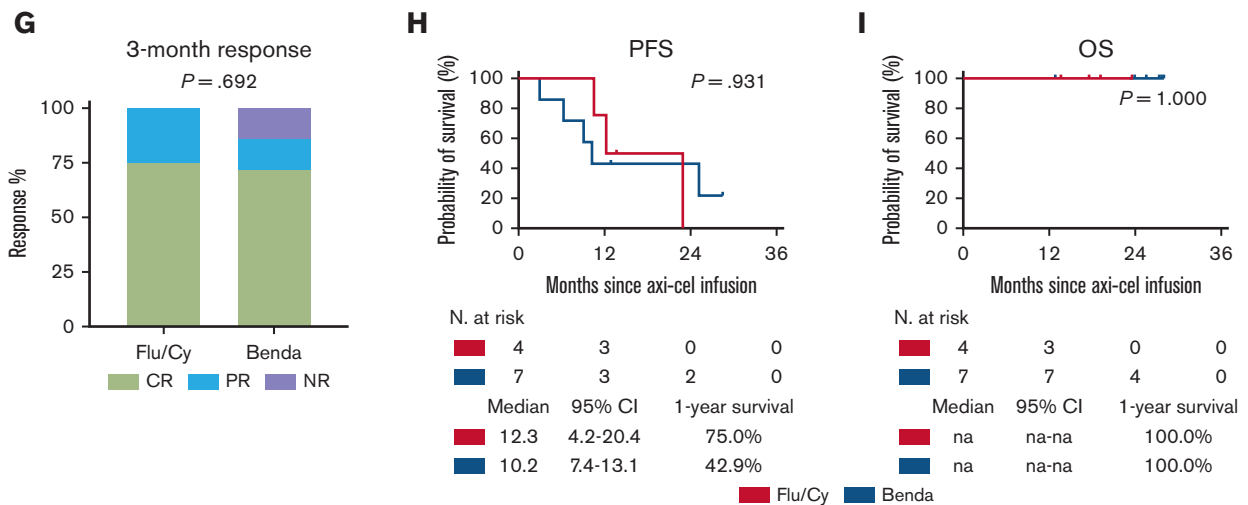 G
3-month response
P = .692
Response %
100
75
50
25
0
Flu/Cy Benda
CR PR NR
H
PFS
P = .931
Probability of survival (%)
100
80
60
40
20
0
0 12 24 36
Months since axi-cel infusion
N. at risk
4 3 0 0
7 3 2 0
Median 95% CI 1-year survival
12.3 4.2-20.4 75.0%
10.2 7.4-13.1 42.9%
I
OS
P = 1.000
Probability of survival (%)
100
80
60
40
20
0
0 12 24 36
Months since axi-cel infusion
N. at risk
4 3 0 0
7 7 4 0
Median 95% CI 1-year survival
na na-na 100.0%
na na-na 100.0%
Flu/Cy Benda